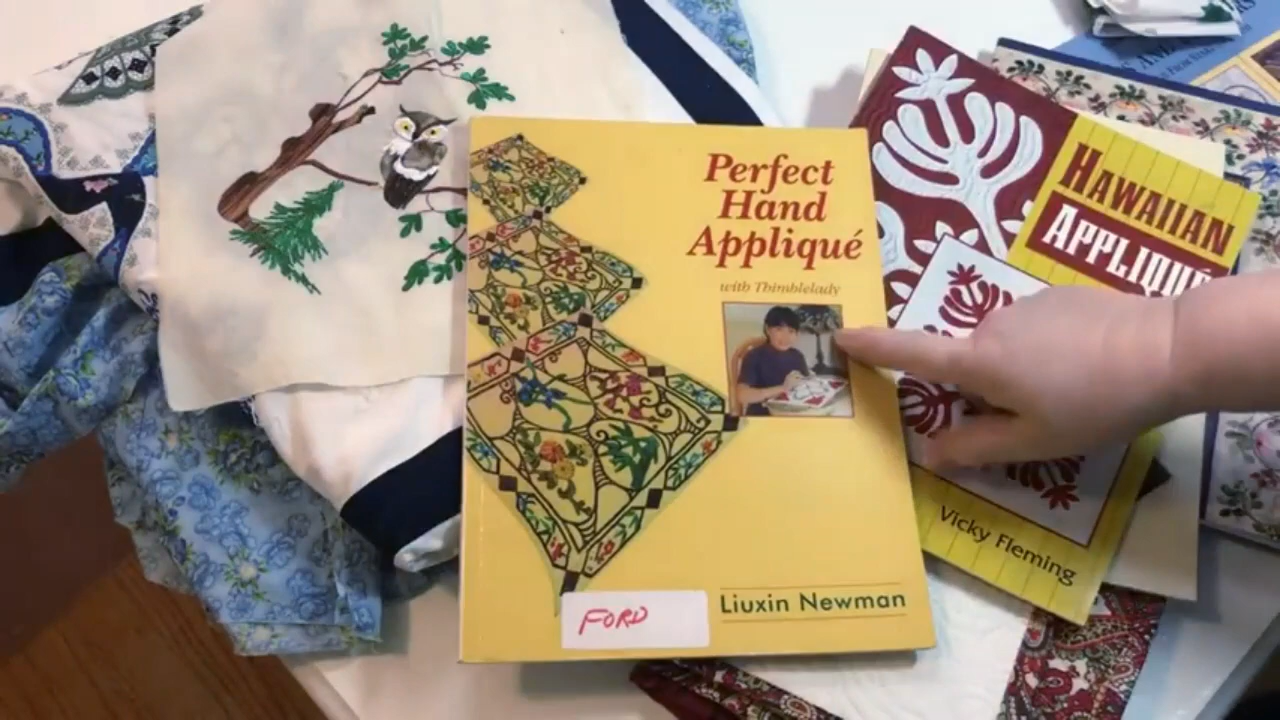 Perfect
Hand
Appliqué
with Thimblelady
FORD
Liuxin Newman
HAWAIIAN
APPLIQUÉ
Vicky Fleming